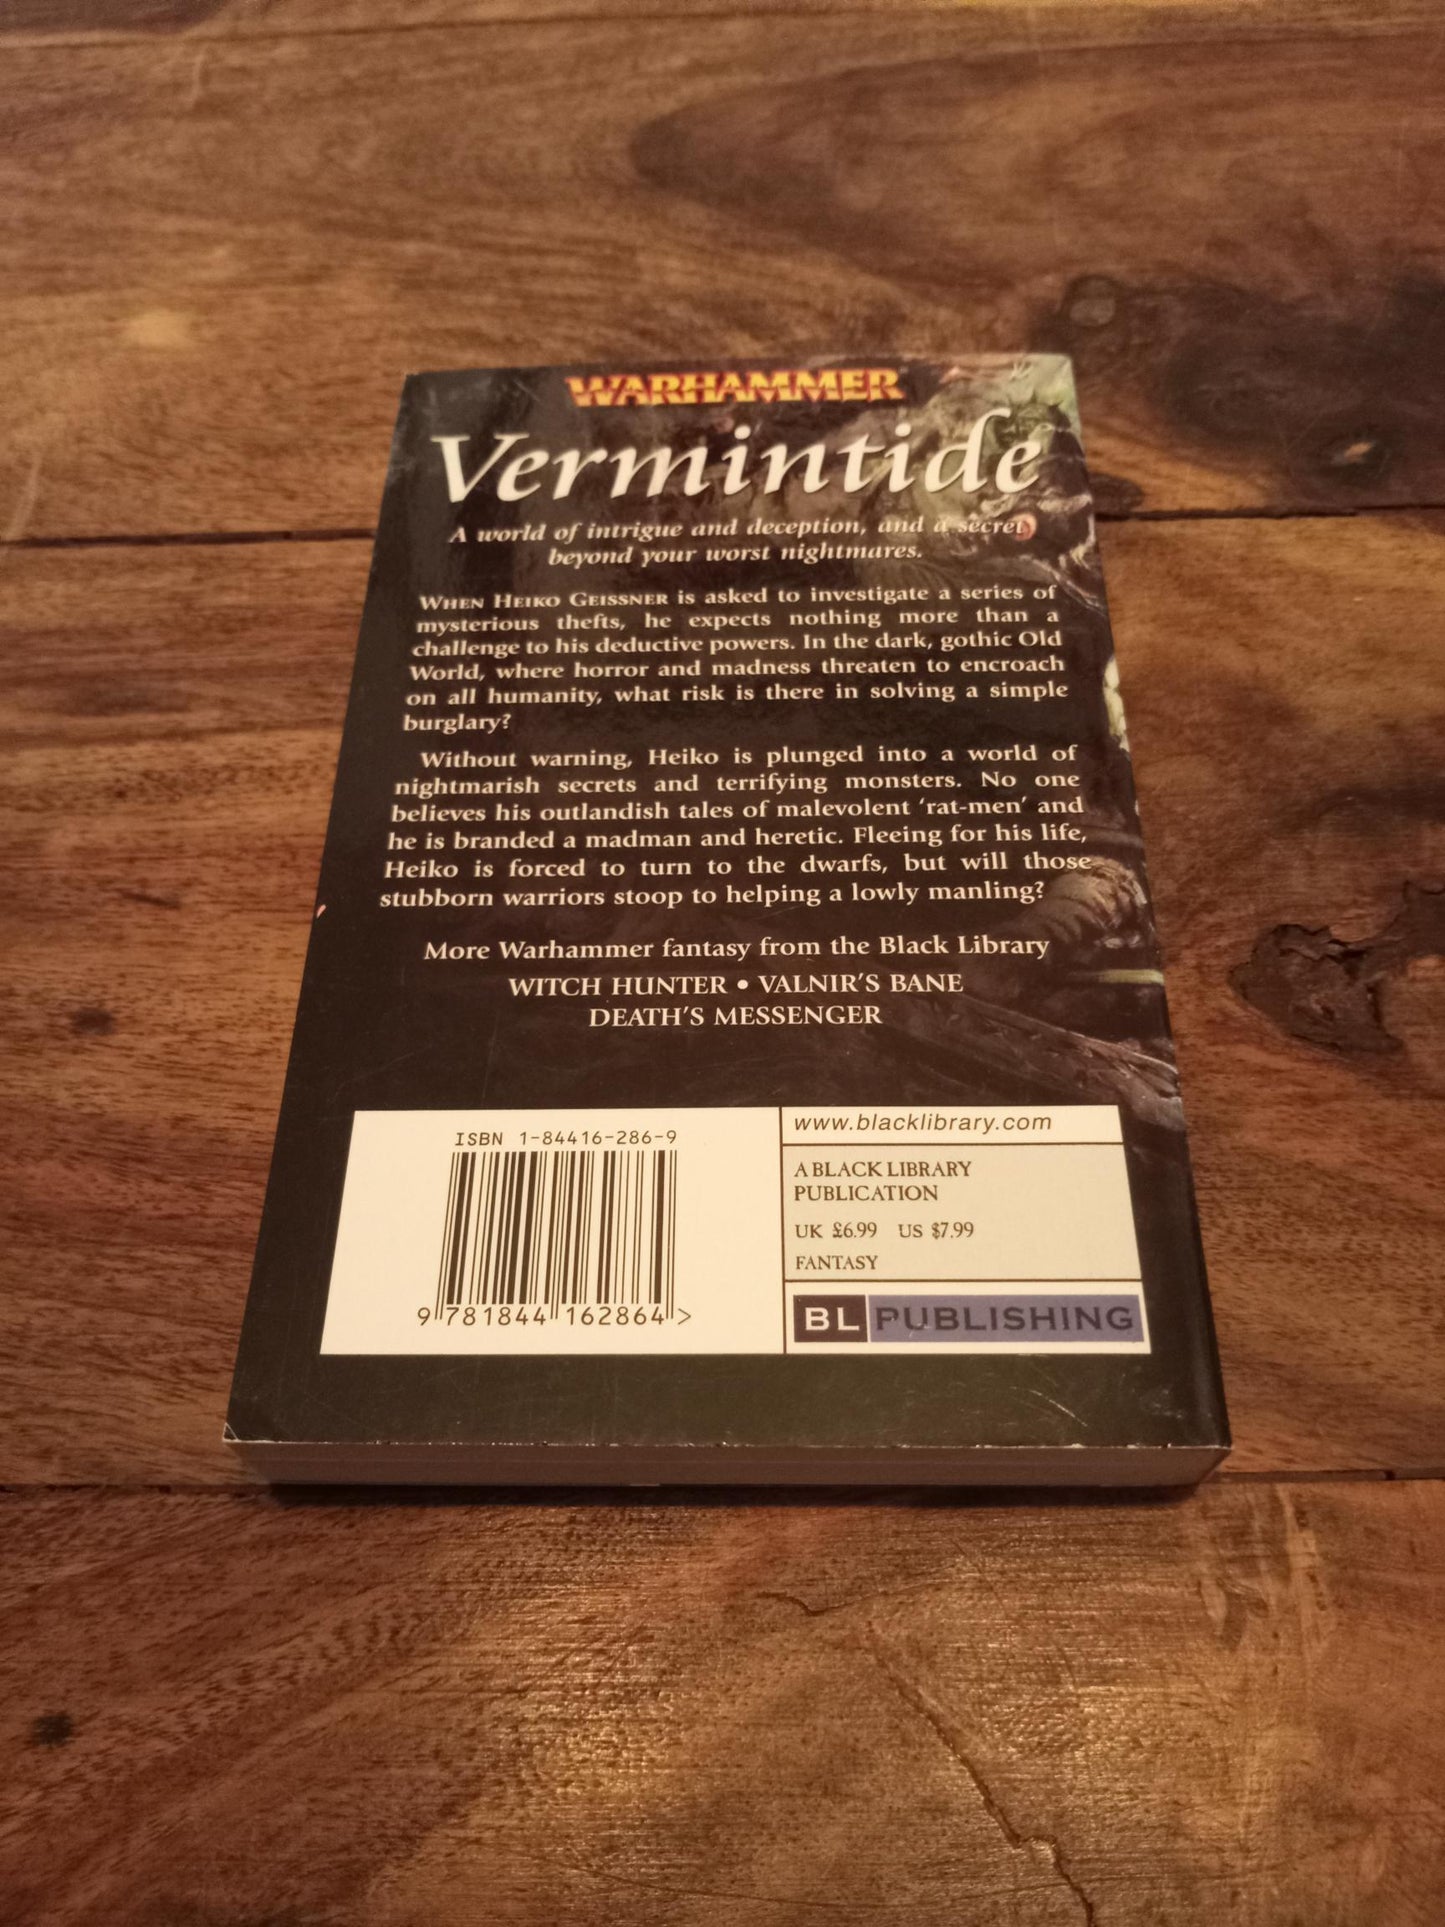 WARHAMMER
Vermintide
A world of intrigue and deception, and a secret
beyond your worst nightmares.
WHEN HEIKO GEISSNER is asked to investigate a series of
mysterious thefts, he expects nothing more than a
challenge to his deductive powers. In the dark, gothic Old
World, where horror and madness threaten to encroach
on all humanity, what risk is there in solving a simple
burglary?
Without warning, Heiko is plunged into a world of
nightmarish secrets and terrifying monsters. No one
believes his outlandish tales of malevolent ‘rat-men’ and
he is branded a madman and heretic. Fleeing for his life,
Heiko is forced to turn to the dwarfs, but will those
stubborn warriors stoop to helping a lowly manling?
More Warhammer fantasy from the Black Library
WITCH HUNTER • VALNIR'S BANE
DEATH'S MESSENGER
ISBN 1-84416-286-9
9 781844 162864 >
www.blacklibrary.com
A BLACK LIBRARY
PUBLICATION
UK £6.99 US $7.99
FANTASY
BL PUBLISHING